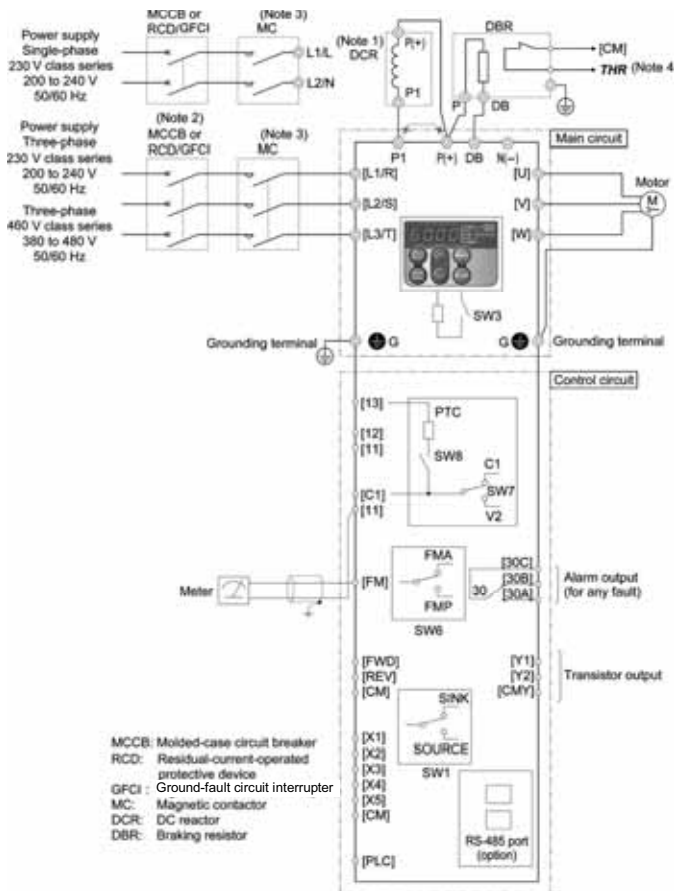 MCCB or
RCD/GFCI
(Note 3)
MC
Power supply
Single-phase
230 V class series
200 to 240 V
50/60 Hz
L1/L
L2/N
(Note 1)
DCR
P(+)
P1
DBR
[CM]
THR (Note 4
P
DB
(Note 2)
MCCB or
RCD/GFCI
(Note 3)
MC
Power supply
Three-phase
230 V class series
200 to 240 V
50/60 Hz
Three-phase
460 V class series
380 to 480 V
50/60 Hz
Main circuit
P1 P(+) DB N(−)
[L1/R]
[L2/S]
[L3/T]
[U]
[V]
[W]
Motor
M
SW3
Grounding terminal
G
G
Grounding terminal
Control circuit
[13]
[12]
[11]
[C1]
[11]
PTC
SW8
C1
SW7
V2
Meter
[FM]
FMA
FMP
SW6
[30C]
[30B]
[30A]
30
Alarm output
(for any fault)
[FWD]
[REV]
[CM]
[Y1]
[Y2]
[CMY]
Transistor output
SINK
SOURCE
SW1
[X1]
[X2]
[X3]
[X4]
[X5]
[CM]
[PLC]
RS-485 port
(option)
MCCB: Molded-case circuit breaker
RCD: Residual-current-operated
protective device
GFCI : Ground-fault circuit interrupter
MC: Magnetic contactor
DCR: DC reactor
DBR: Braking resistor